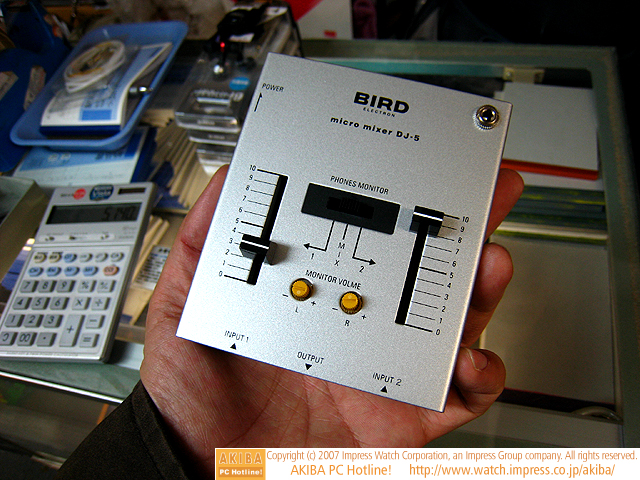 POWER
BIRD
ELECTRON
micro mixer DJ-5
PHONES MONITOR
10
9
8
7
6
5
4
3
2
1
0
10
9
8
7
6
5
4
3
2
1
0
1
MIX
2
MONITOR VOLME
- +
- +
L
R
INPUT 1
OUTPUT
INPUT 2
AKIBA
PC Hotline!
Copyright (c) 2007 Impress Watch Corporation, an Impress Group company. All rights reserved.
AKIBA PC Hotline! http://www.watch.impress.co.jp/akiba/